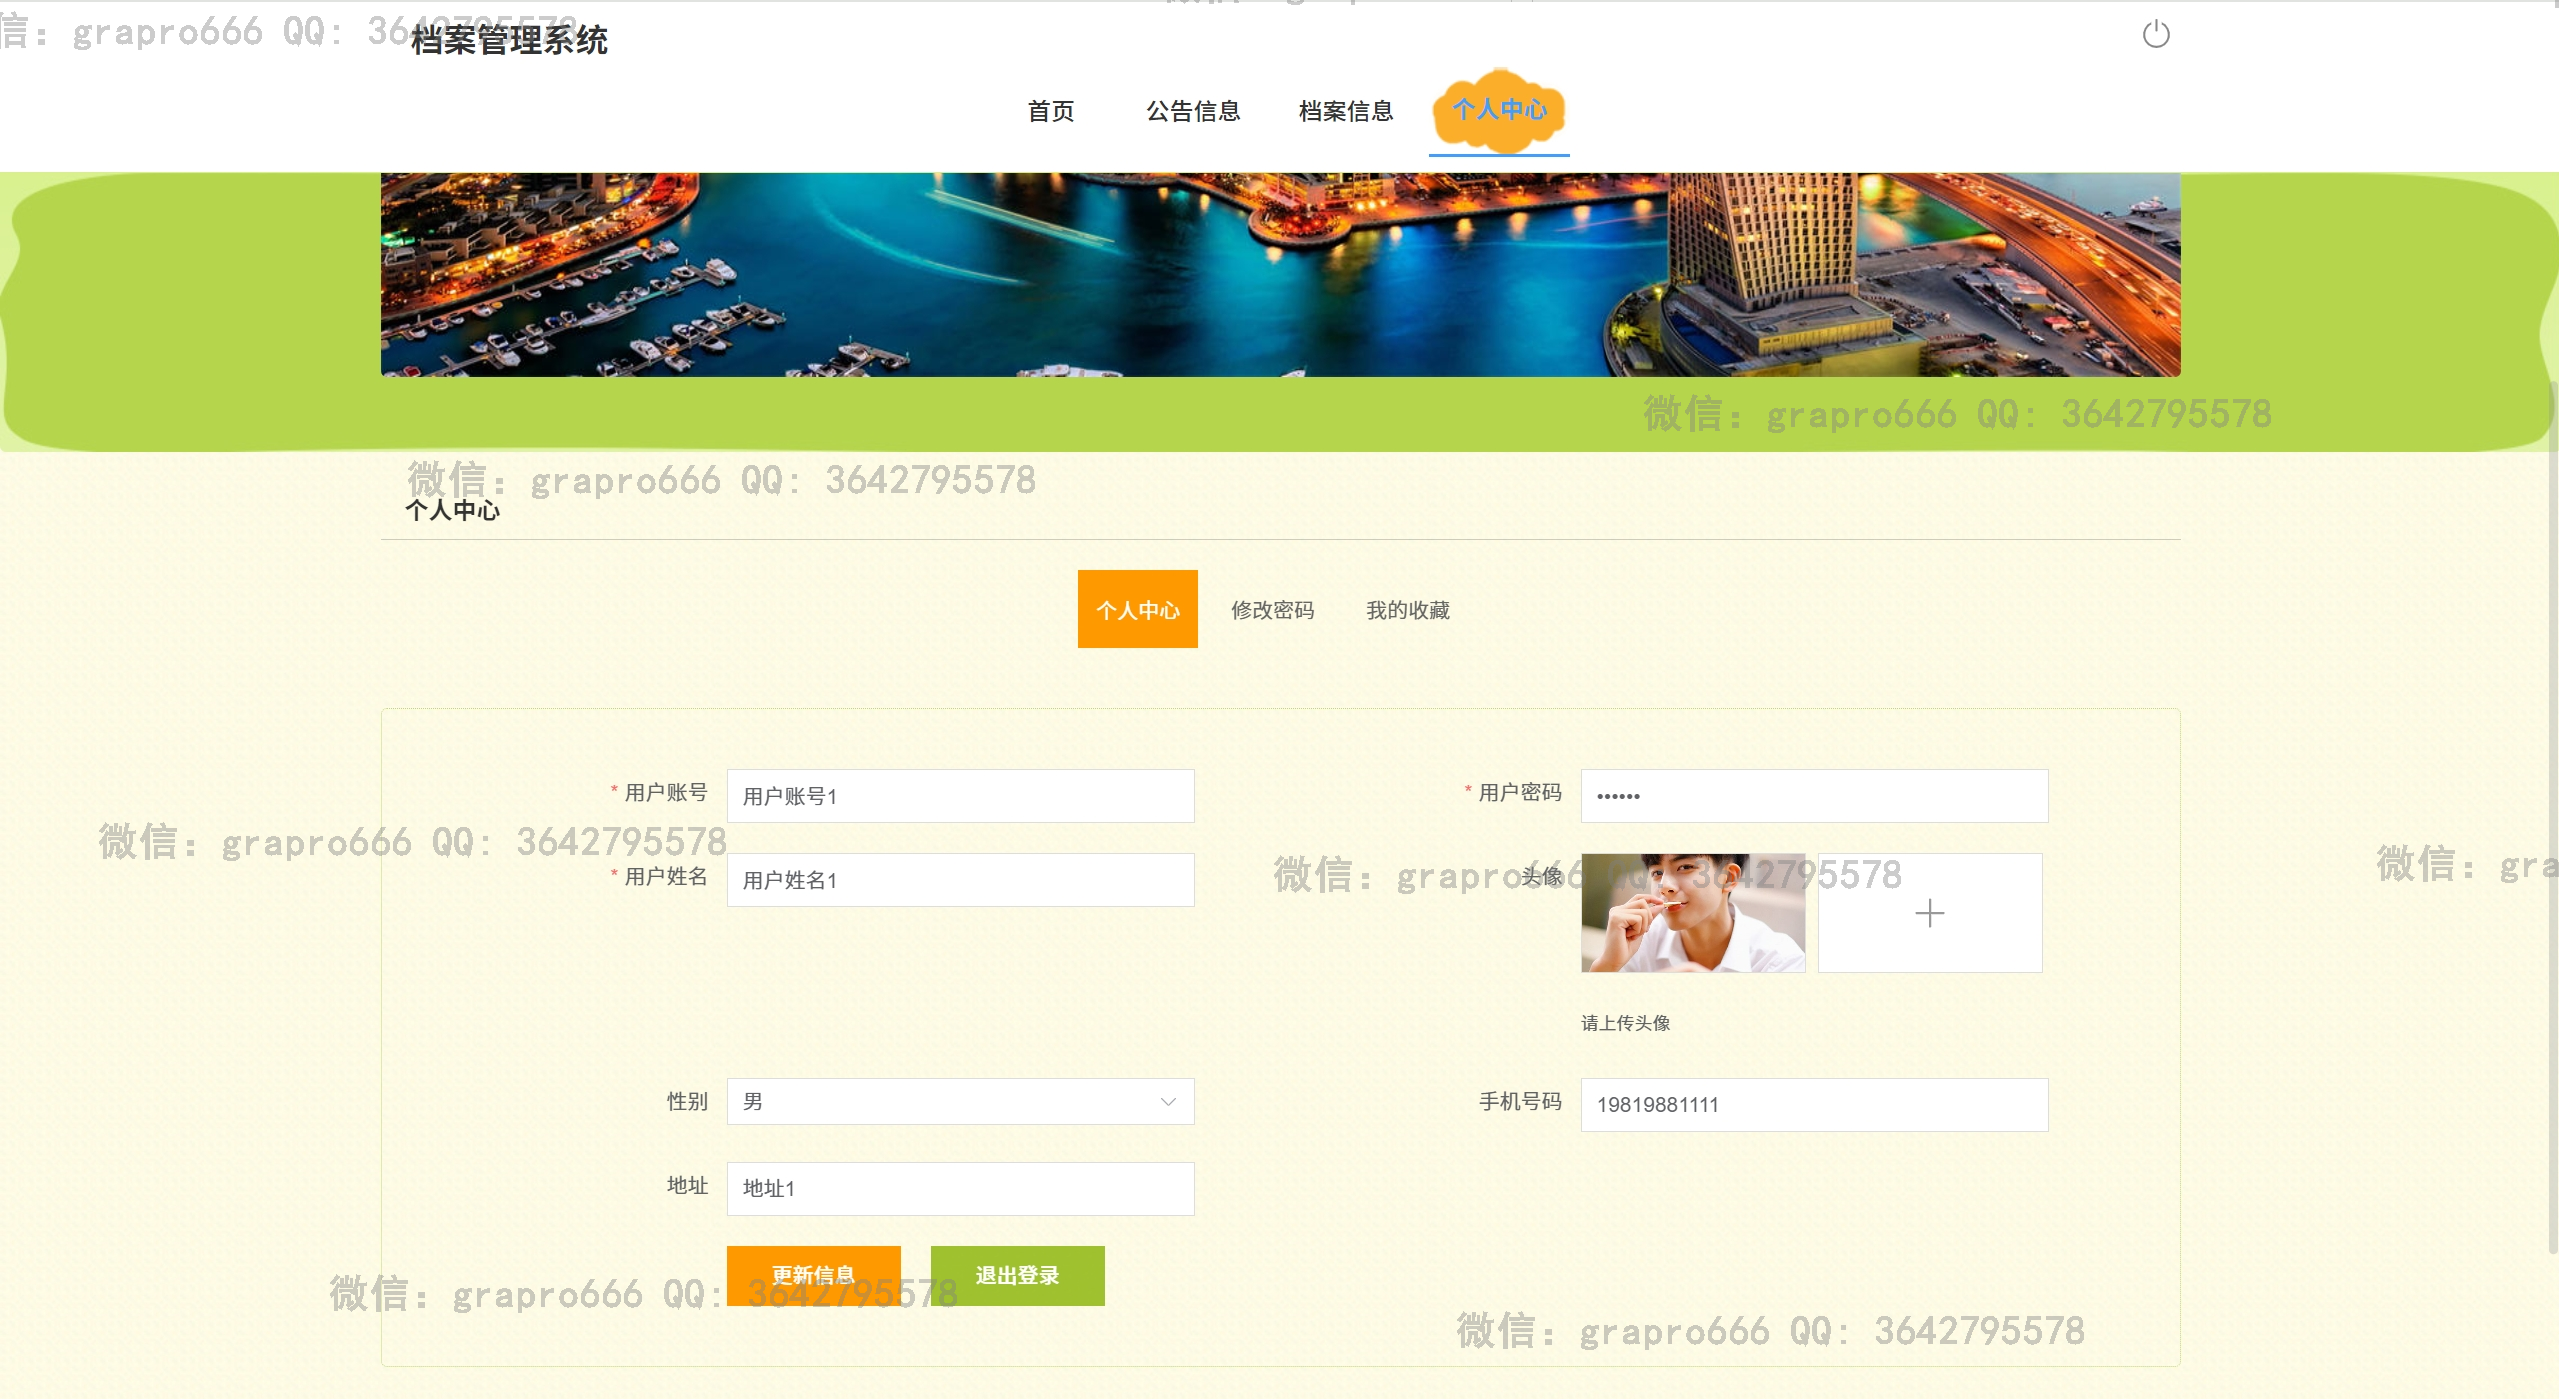 微信：grapro666 QQ: 3642795578
档案管理系统
首页 公告信息 档案信息 个人中心
微信：grapro666 QQ: 3642795578
微信：grapro666 QQ: 3642795578
个人中心
个人中心 修改密码 我的收藏
* 用户账号 用户账号1 * 用户密码 ••••••
微信：grapro666 QQ: 3642795578
微信：gra
* 用户姓名 用户姓名1 头像
微信：grapro666 QQ: 3642795578
请上传头像
性别 男 手机号码 19819881111
地址 地址1
更新信息 退出登录
微信：grapro666 QQ: 3642795578
微信：grapro666 QQ: 3642795578